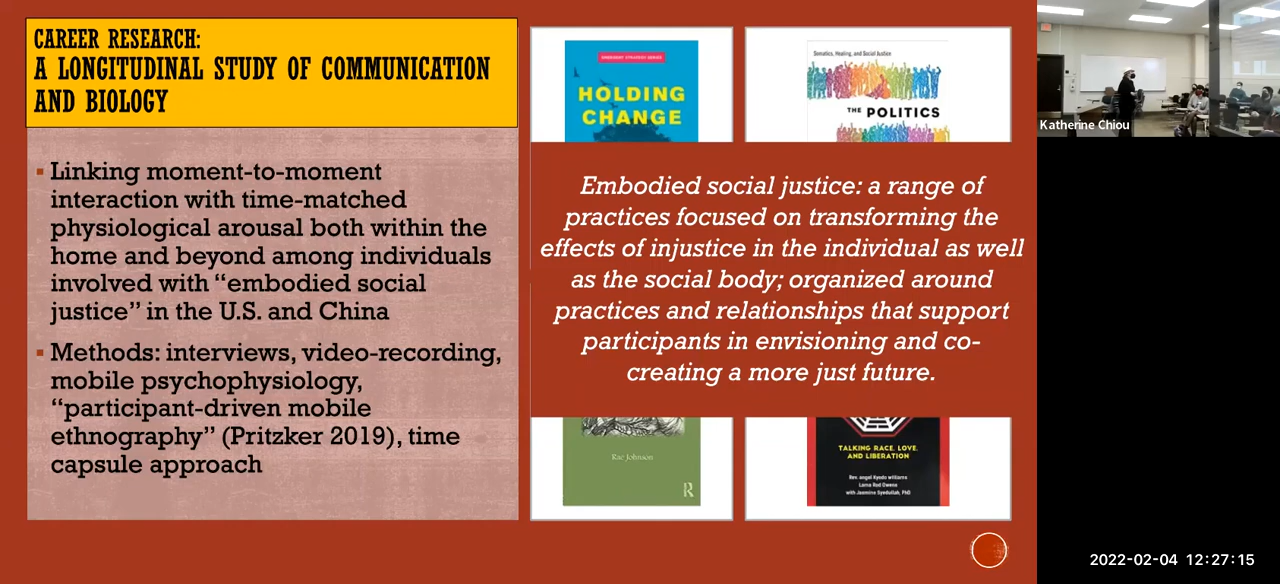 CAREER RESEARCH:
A LONGITUDINAL STUDY OF COMMUNICATION
AND BIOLOGY
Linking moment-to-moment
interaction with time-matched
physiological arousal both within the
home and beyond among individuals
involved with “embodied social
justice” in the U.S. and China
Methods: interviews, video-recording,
mobile psychophysiology,
“participant-driven mobile
ethnography” (Pritzker 2019), time
capsule approach
EMERGENT STRATEGY SERIES
HOLDING
CHANGE
Somatics, Healing, and Social Justice
THE POLITICS
Embodied social justice: a range of
practices focused on transforming the
effects of injustice in the individual as well
as the social body; organized around
practices and relationships that support
participants in envisioning and co-
creating a more just future.
Rae Johnson
R
TALKING RACE, LOVE,
AND LIBERATION
Rev. angel Kyodo williams
Lama Rod Owens
with Jasmine Syedullah, PhD
Katherine Chiou
2022-02-04 12:27:15